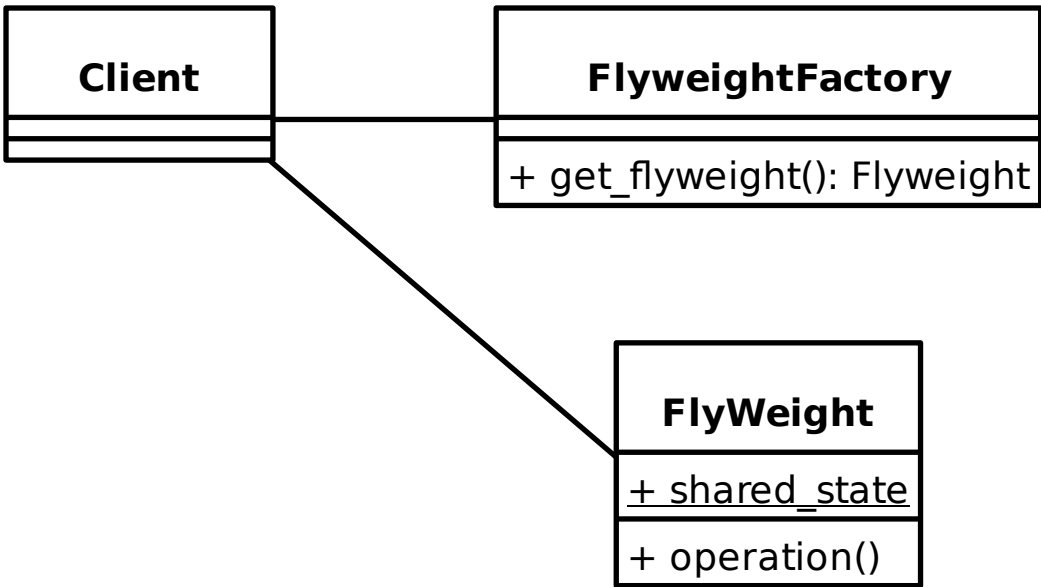 Client
FlyweightFactory
+ get_flyweight(): Flyweight
FlyWeight
+ shared_state
+ operation()